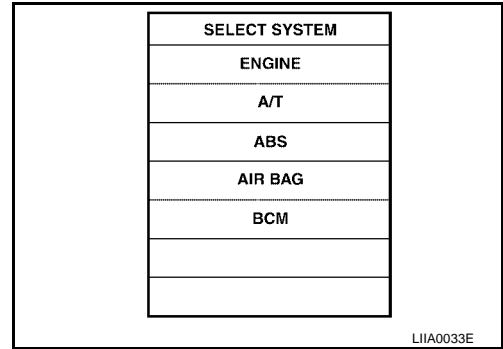 SELECT SYSTEM
ENGINE
A/T
ABS
AIR BAG
BCM
LIIA0033E